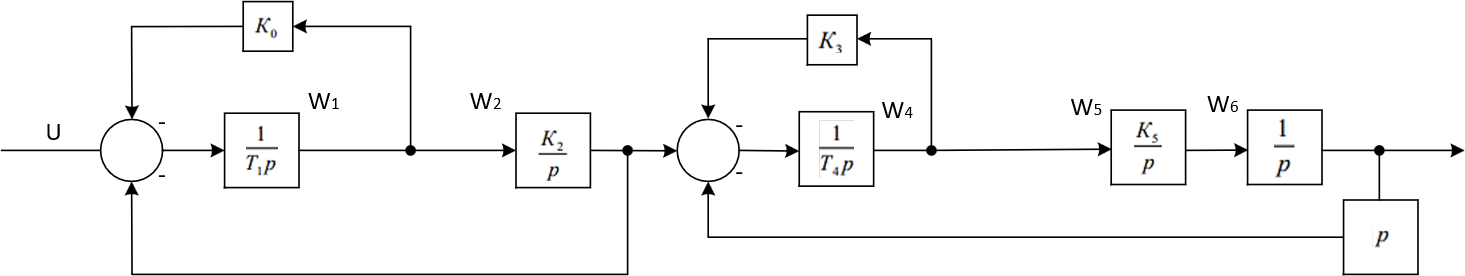 K₀
K₃
W₁
W₂
W₄
W₅
W₆
U
-
-
1
T₁p
K₂
p
-
-
1
T₄p
K₅
p
1
p
p